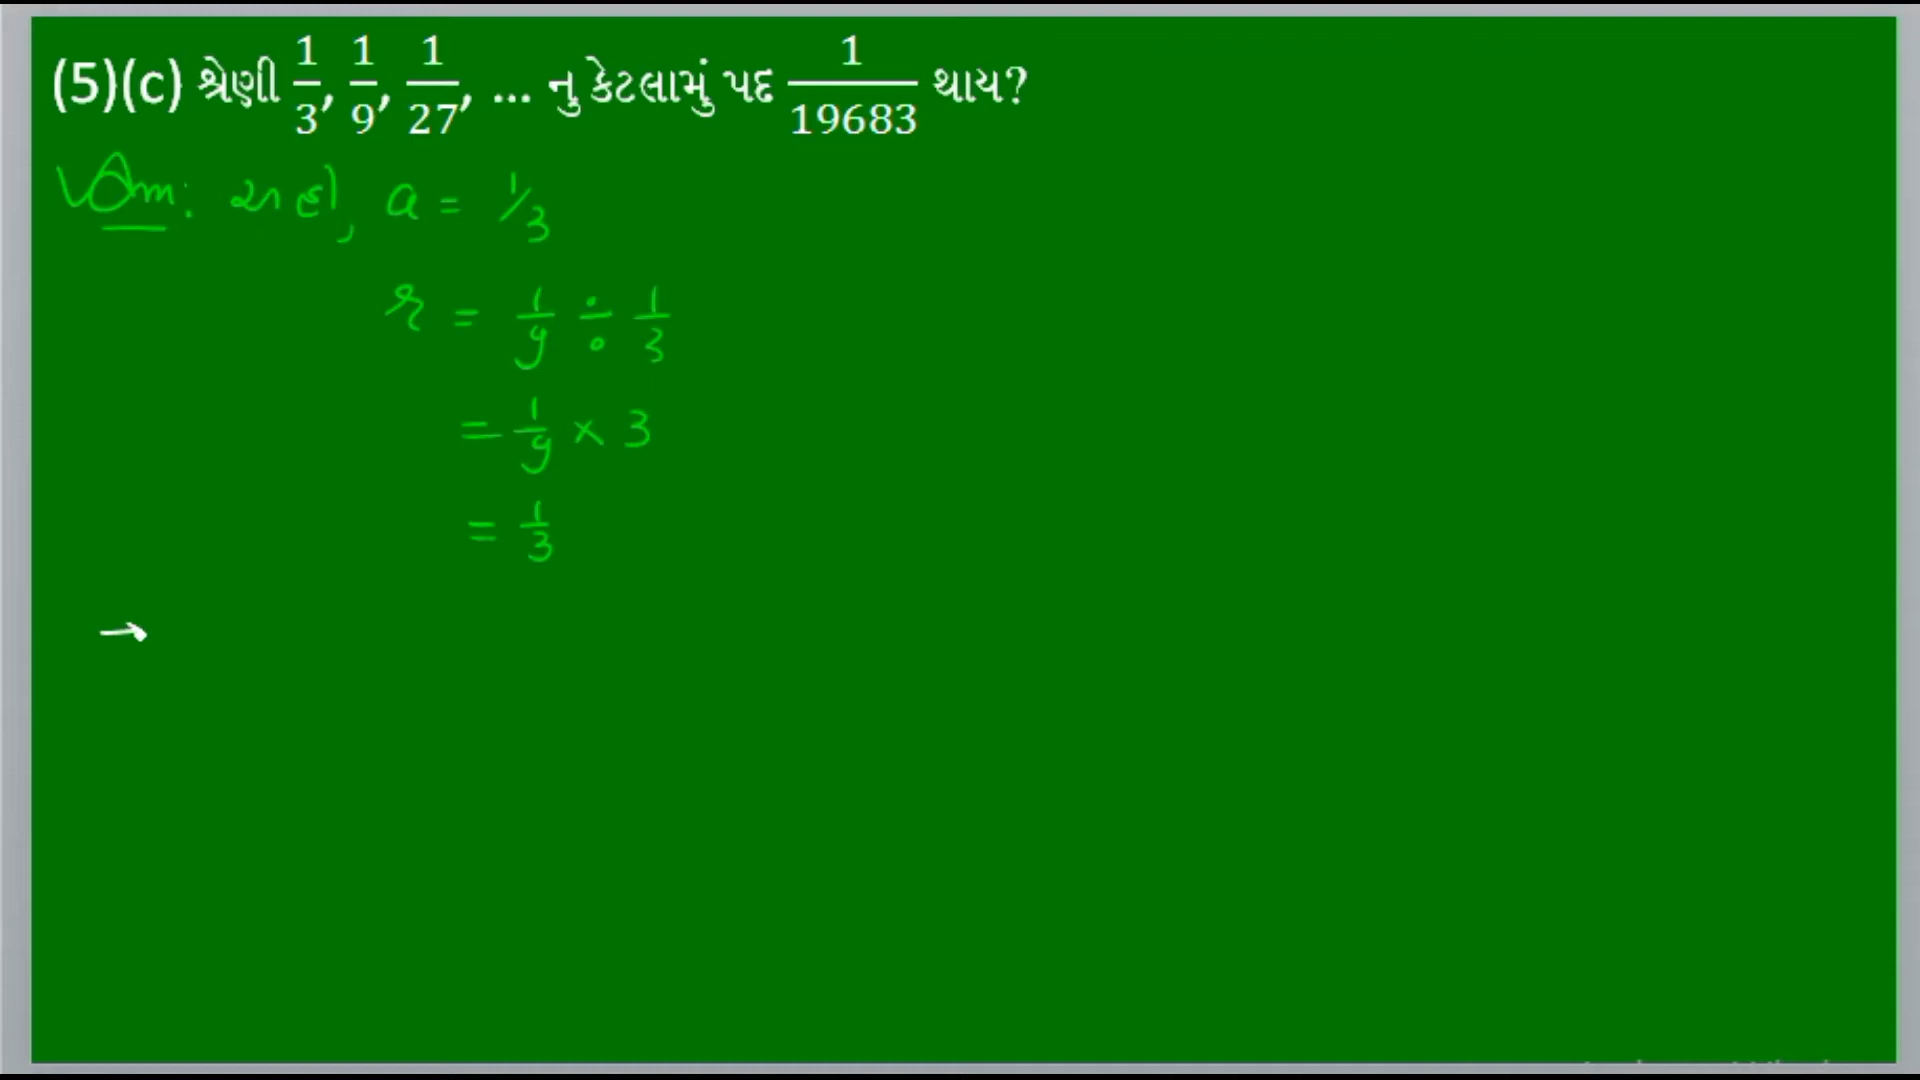 (5)(c) શ્રેણી 1/3, 1/9, 1/27, ... નુ કેટલામું પદ 1/19683 થાય?
અહી, a = 1/3
r = 1/9 ÷ 1/3
= 1/9 × 3
= 1/3
→